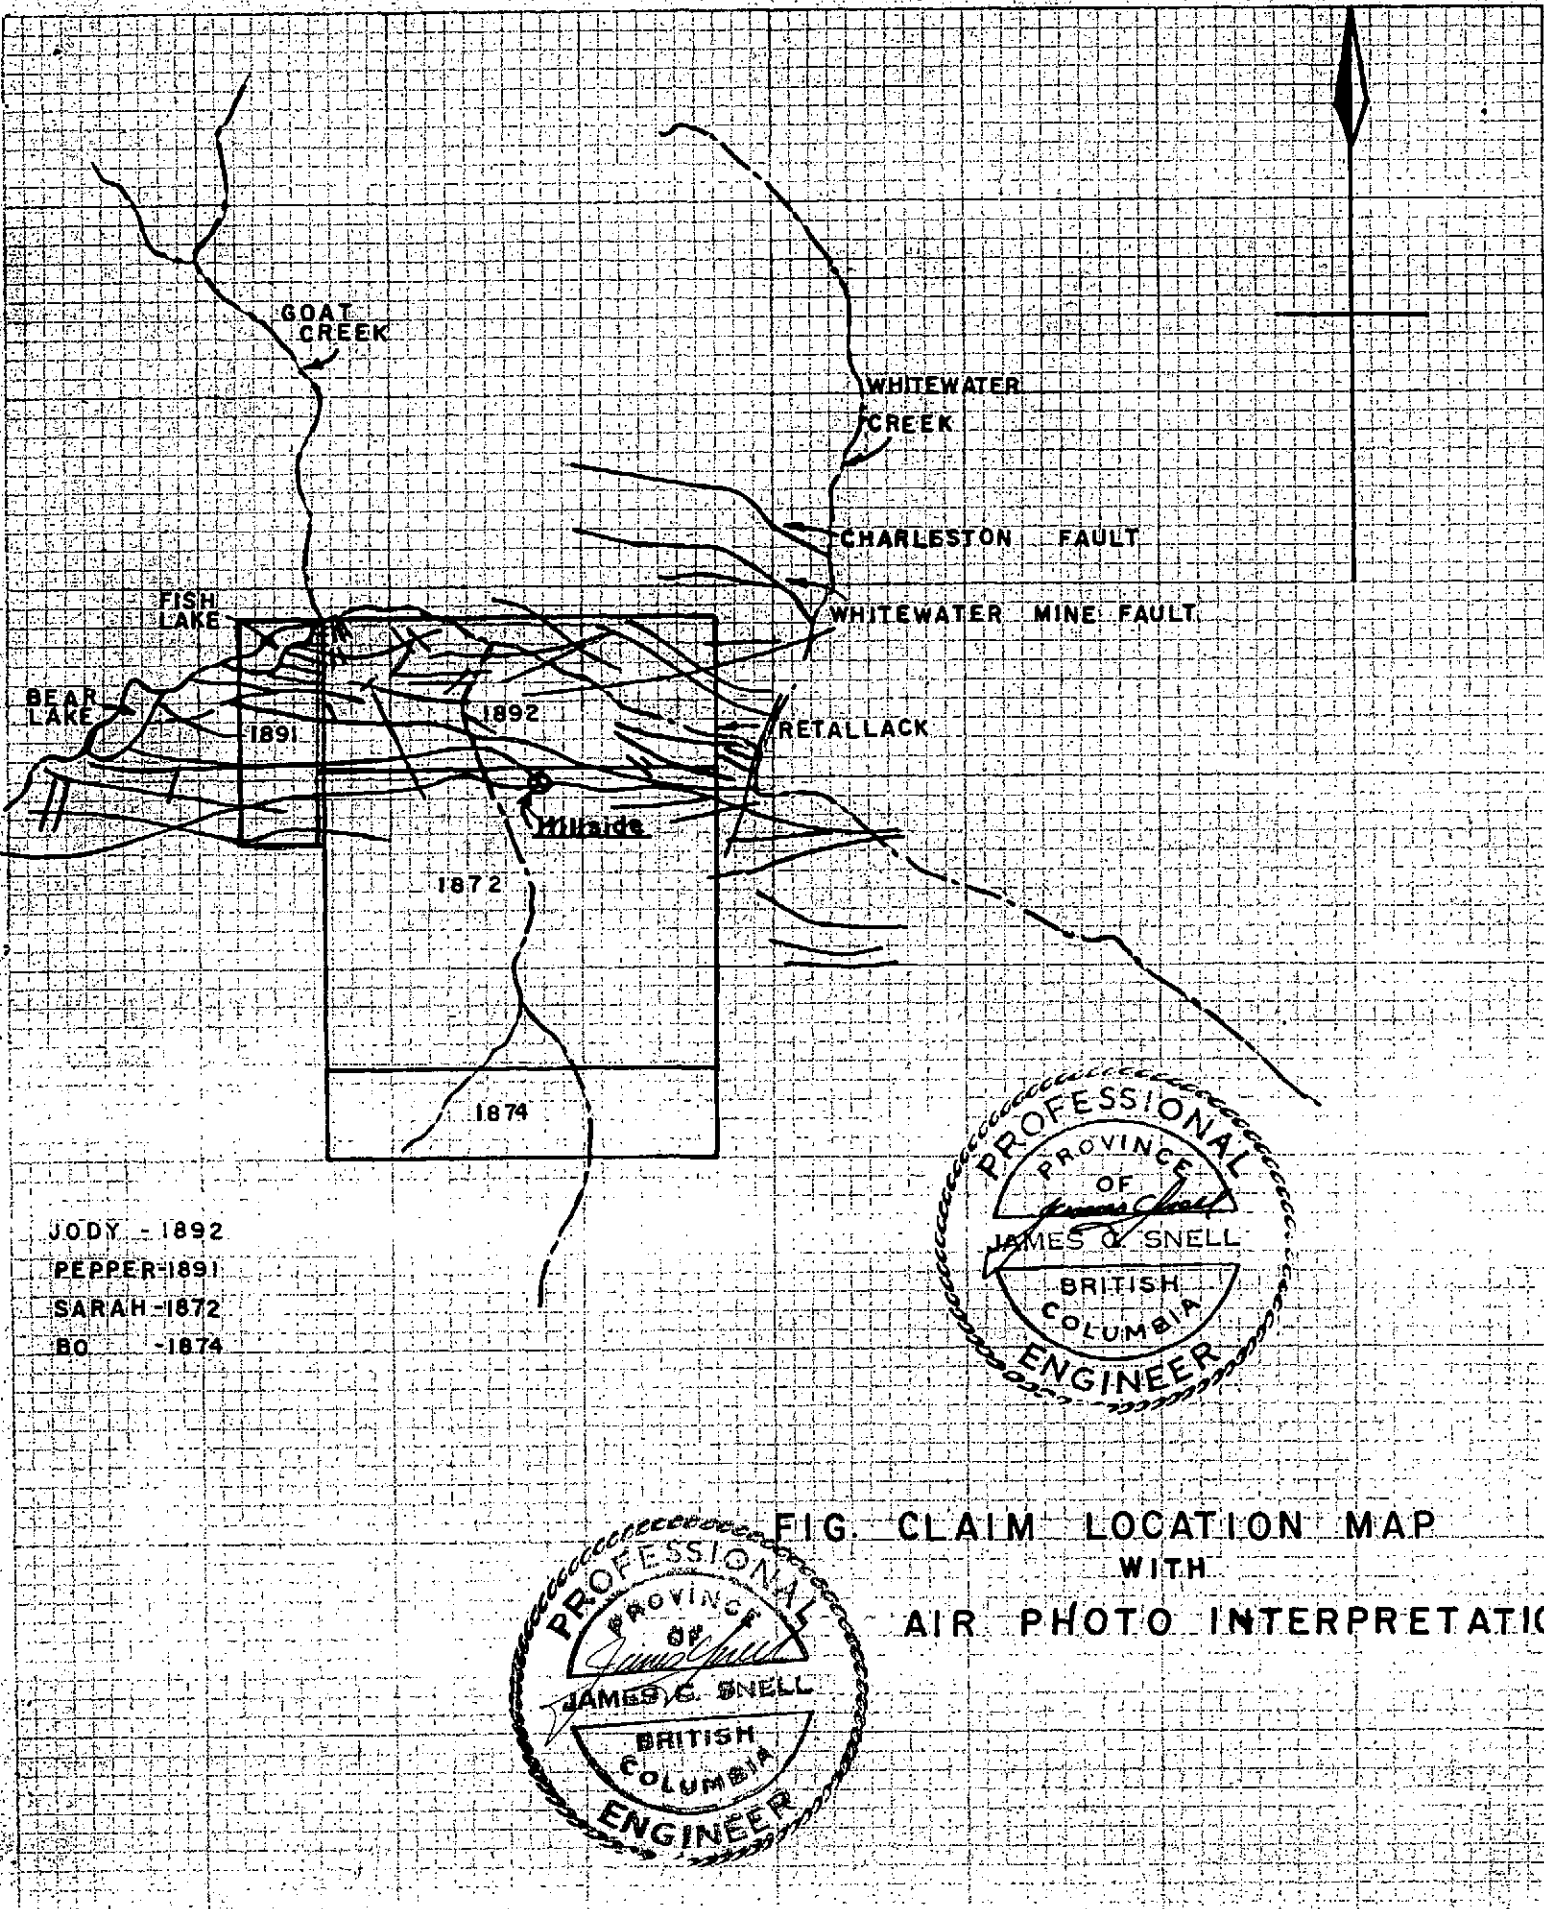 GOAT
CREEK
WHITEWATER
CREEK
CHARLESTON FAULT
WHITEWATER MINE FAULT
FISH
LAKE
BEAR
LAKE
1891
1892
RETALLACK
Hillside
1872
1874
JODY - 1892
PEPPER-1891
SARAH-1872
BO -1874
PROFESSIONAL
PROVINCE
OF
JAMES C. SNELL
BRITISH
COLUMBIA
ENGINEER
FIG. CLAIM LOCATION MAP
WITH
AIR PHOTO INTERPRETATIO
PROFESSIONAL
PROVINCE
OF
JAMES C. SNELL
BRITISH
COLUMBIA
ENGINEER